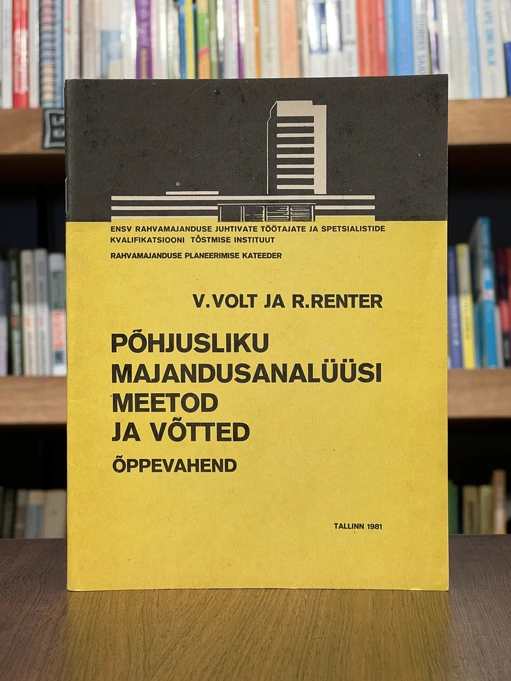 ENSV RAHVAMAJANDUSE JUHTIVATE TÖÖTAJATE JA SPETSIALISTIDE
KVALIFIKATSIOONI TÕSTMISE INSTITUUT
RAHVAMAJANDUSE PLANEERIMISE KATEEDER
V.VOLT JA R.RENTER
PÕHJUSLIKU
MAJANDUSANALÜÜSI
MEETOD
JA VÕTTED
ÕPPEVAHEND
TALLINN 1981